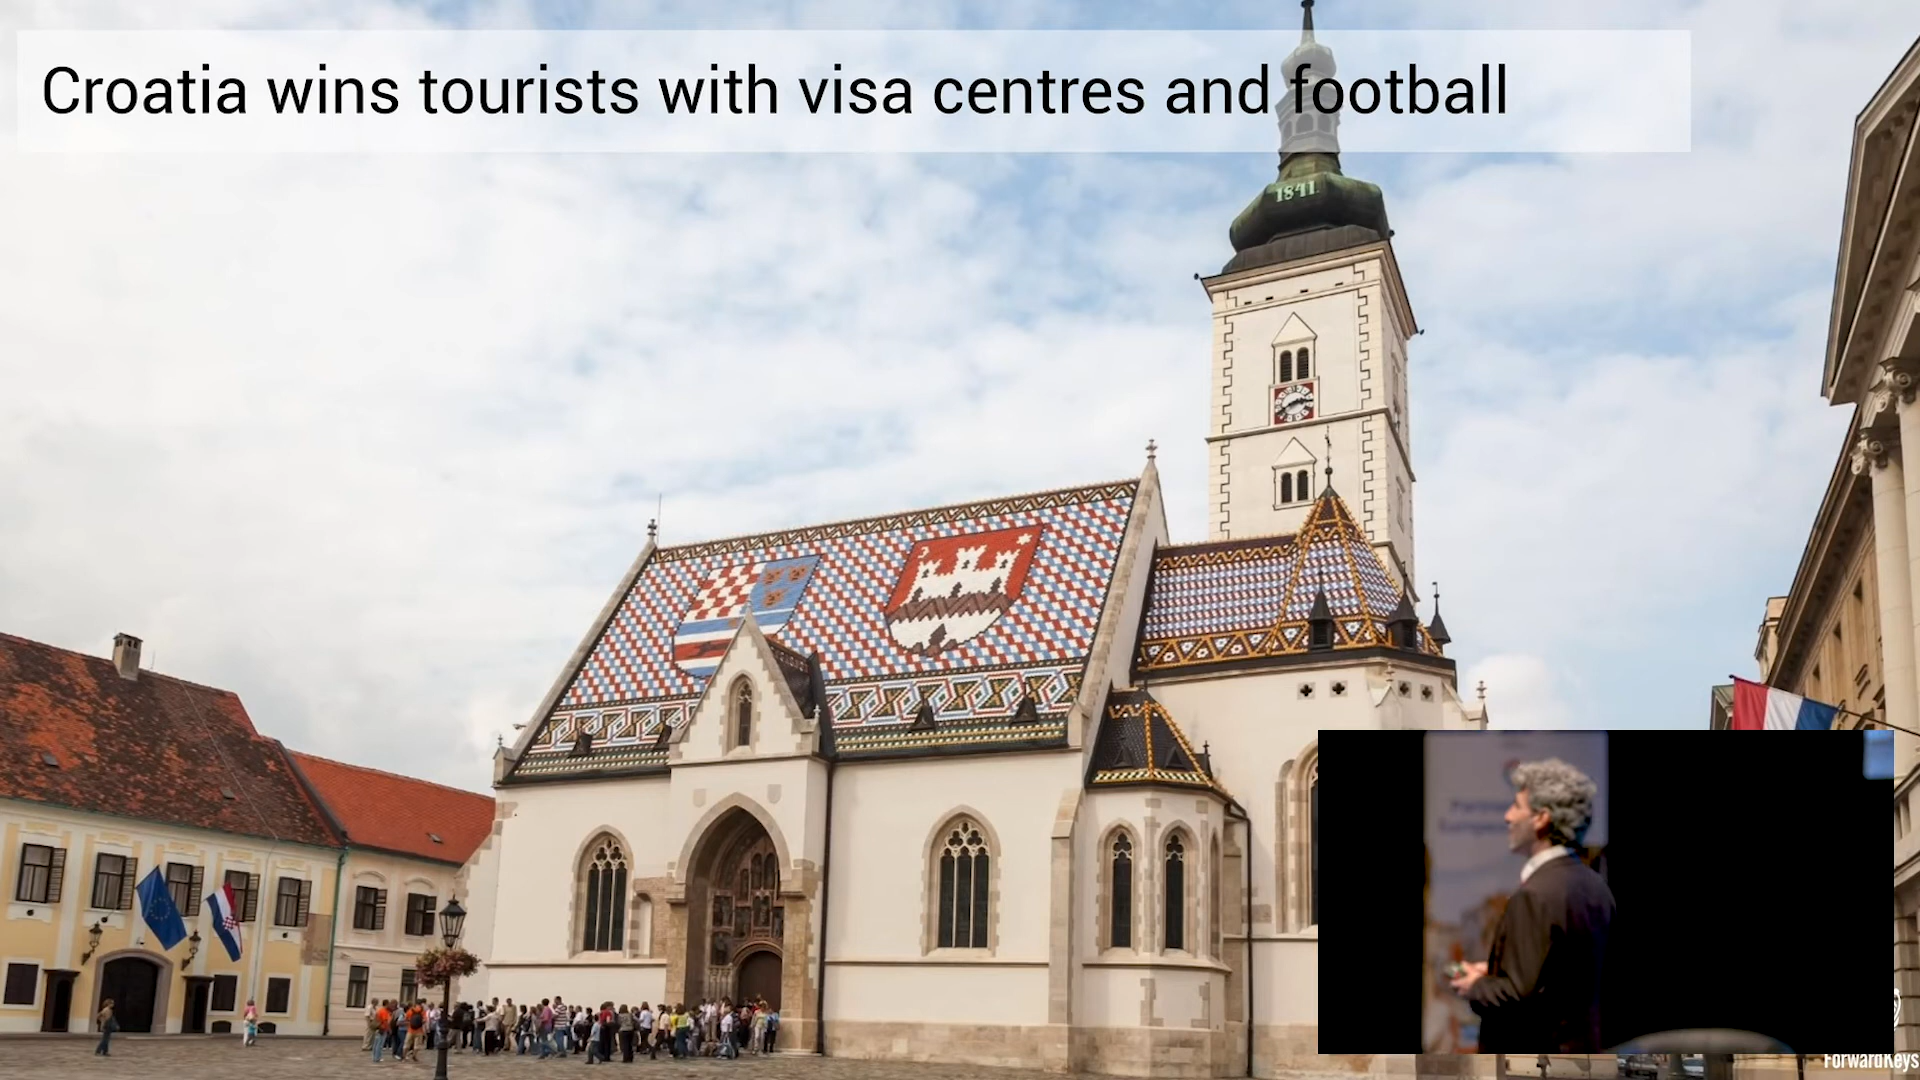 Croatia wins tourists with visa centres and football
1841
ForwardKeys